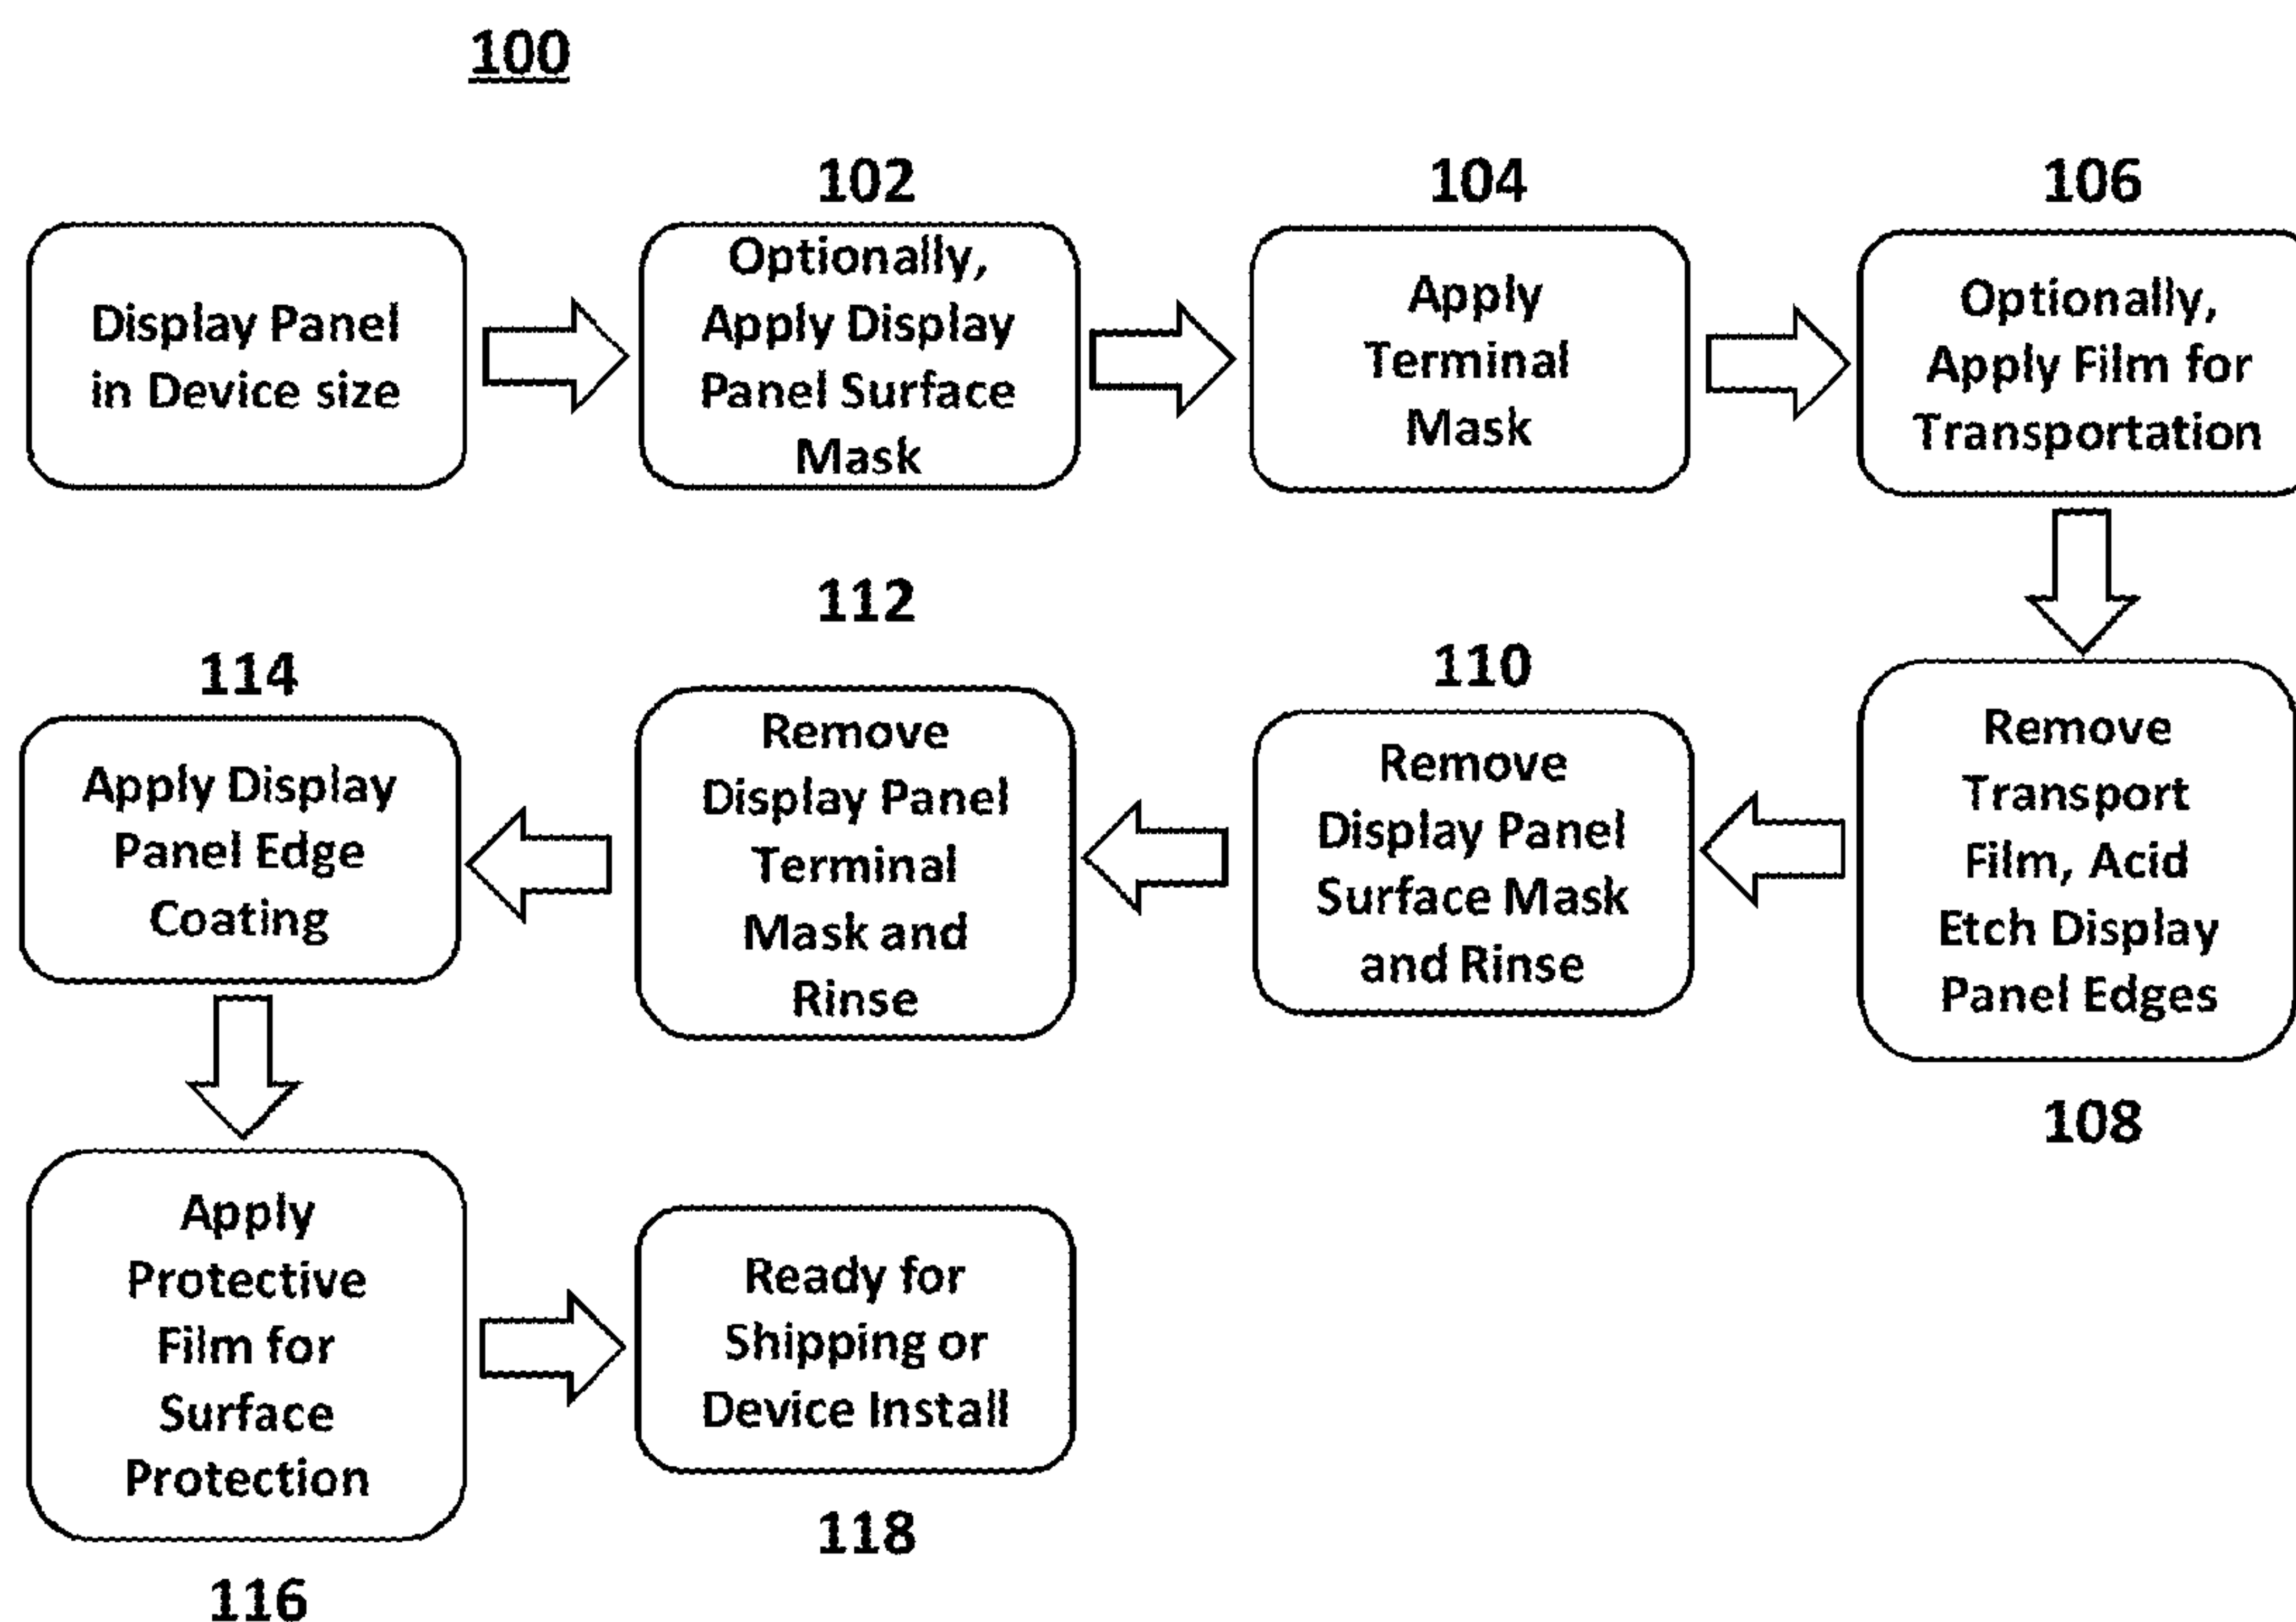 100
Display Panel
in Device size
102
Optionally,
Apply Display
Panel Surface
Mask
104
Apply
Terminal
Mask
106
Optionally,
Apply Film for
Transportation
Remove
Transport
Film, Acid
Etch Display
Panel Edges
108
110
Remove
Display Panel
Surface Mask
and Rinse
112
Remove
Display Panel
Terminal
Mask and
Rinse
114
Apply Display
Panel Edge
Coating
Apply
Protective
Film for
Surface
Protection
116
Ready for
Shipping or
Device Install
118